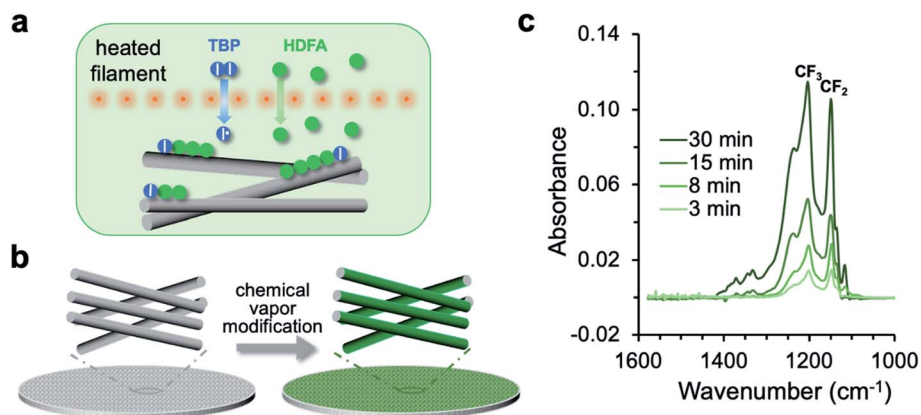 a
heated
filament
TBP
HDFA
b
chemical
vapor
modification
c
0.14
0.10
0.06
0.02
-0.02
Absorbance
CF3
CF2
30 min
15 min
8 min
3 min
1600
1400
1200
1000
Wavenumber (cm⁻¹)